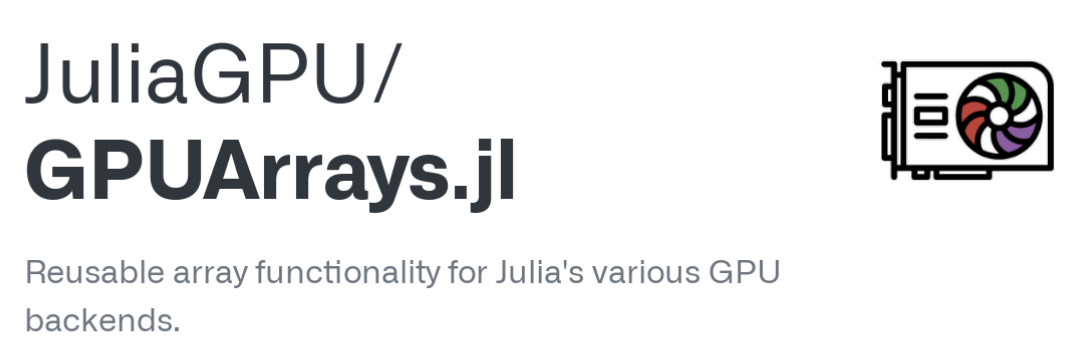 JuliaGPU/
GPUArrays.jl
Reusable array functionality for Julia's various GPU
backends.